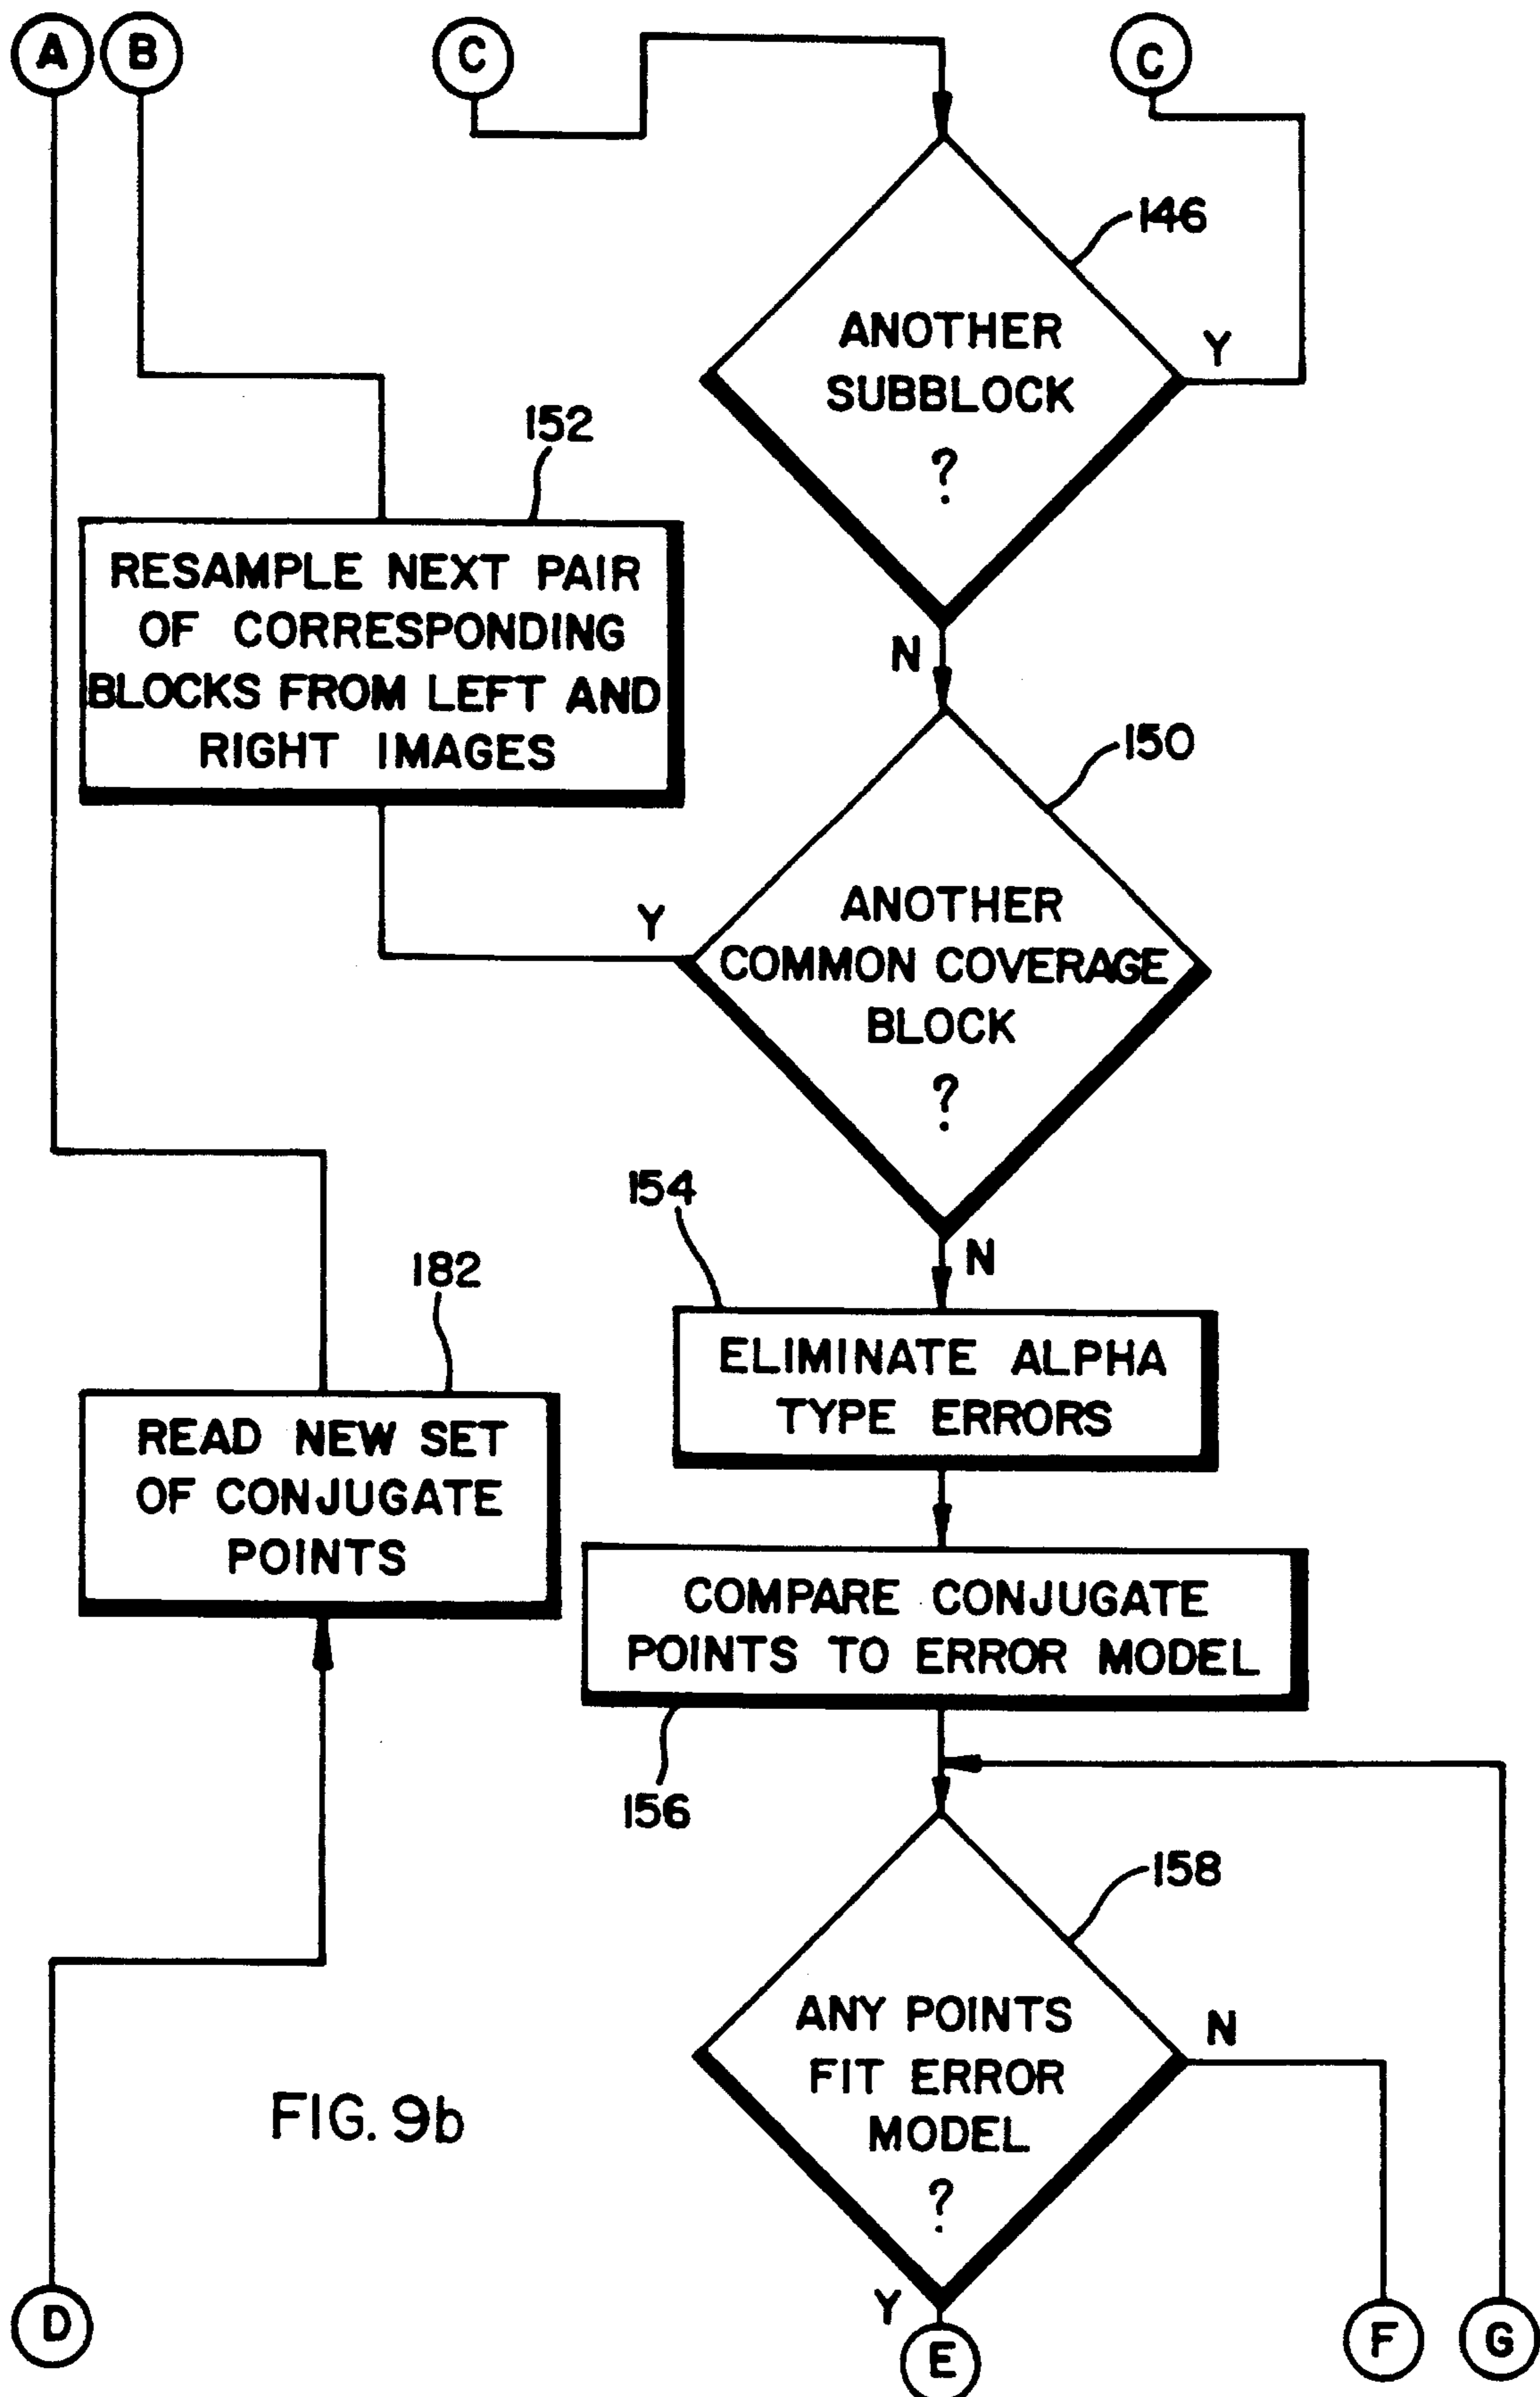 A B C C
146
ANOTHER
SUBBLOCK
?
Y
152
RESAMPLE NEXT PAIR
OF CORRESPONDING
BLOCKS FROM LEFT AND
RIGHT IMAGES
N
150
ANOTHER
COMMON COVERAGE
BLOCK
?
Y
N
154
ELIMINATE ALPHA
TYPE ERRORS
182
READ NEW SET
OF CONJUGATE
POINTS
COMPARE CONJUGATE
POINTS TO ERROR MODEL
156
158
ANY POINTS
FIT ERROR
MODEL
?
N
Y
FIG. 9b
D E F G